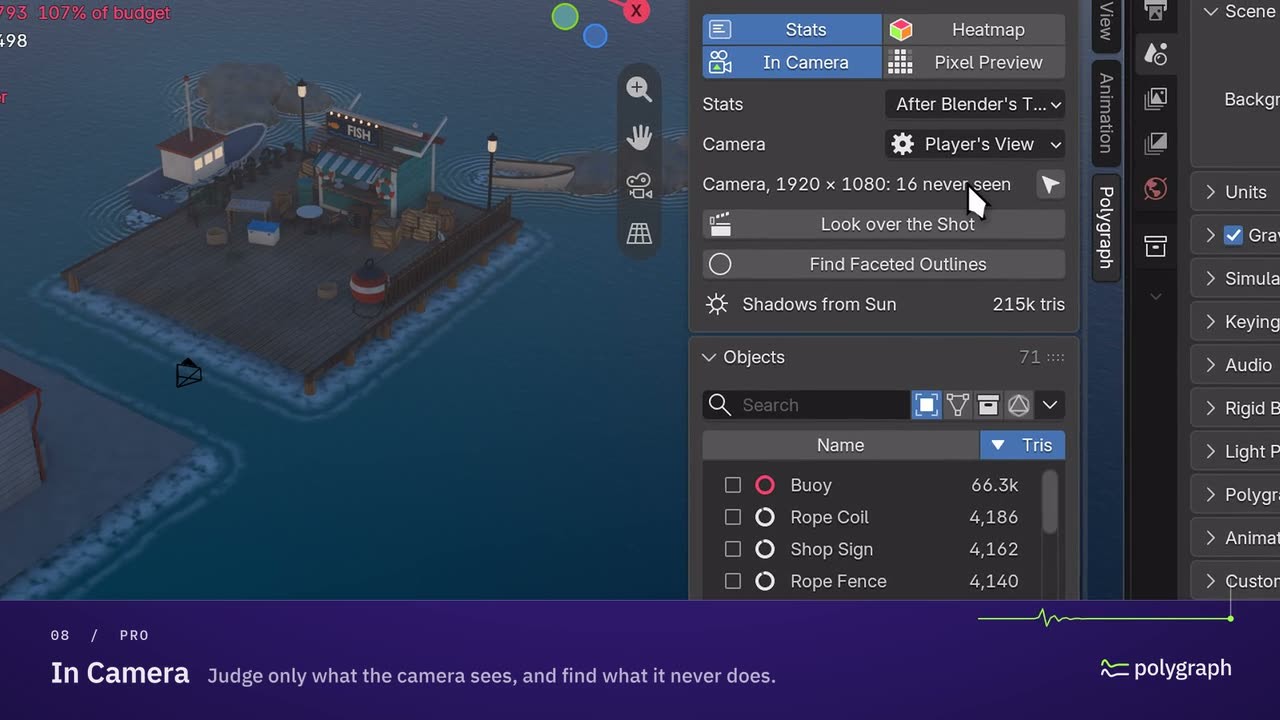 793 107% of budget
498
X
FISH
Stats
Heatmap
In Camera
Pixel Preview
Stats
After Blender's T...
Camera
Player's View
Camera, 1920 × 1080: 16 never seen
Look over the Shot
Find Faceted Outlines
Shadows from Sun
215k tris
Objects
71
Search
Name
Tris
Buoy
66.3k
Rope Coil
4,186
Shop Sign
4,162
Rope Fence
4,140
View
Animation
Polygraph
Scene
Backgr
Units
Grav
Simula
Keying
Audio
Rigid B
Light P
Polygr
Animat
Custom
08 / PRO
In Camera
Judge only what the camera sees, and find what it never does.
polygraph